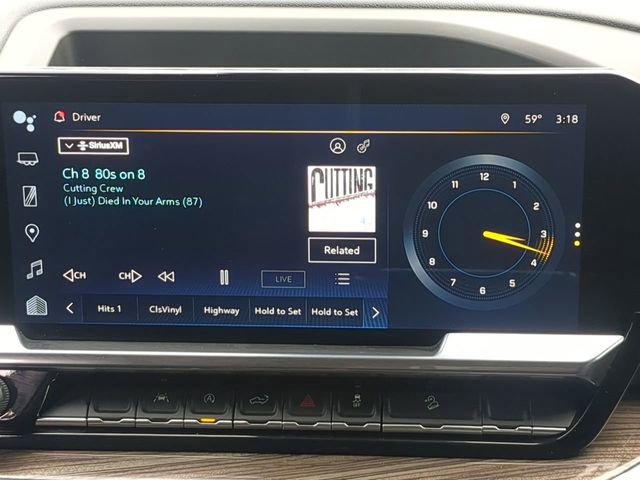 Driver
59° 3:18
SiriusXM
Ch 8 80s on 8
Cutting Crew
(I Just) Died In Your Arms (87)
CUTTING
Related
CH CH LIVE
Hits 1 ClsVinyl Highway Hold to Set Hold to Set
12
1
2
3
4
5
6
7
8
9
10
11
A
OFF